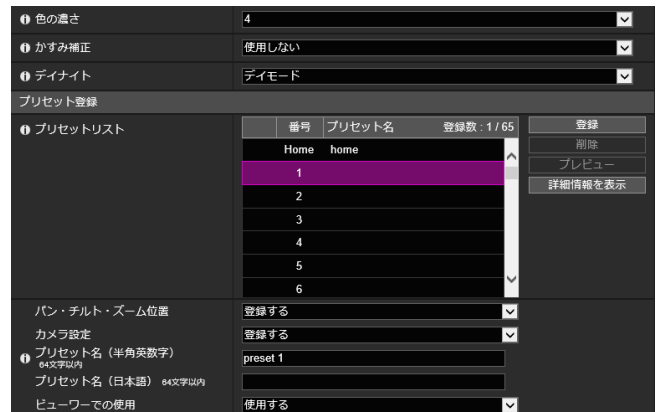 色の濃さ 4
かすみ補正 使用しない
デイナイト デイモード
プリセット登録
プリセットリスト 番号 プリセット名 登録数 : 1 / 65 登録
Home home 削除
1 プレビュー
詳細情報を表示
2
3
4
5
6
パン・チルト・ズーム位置 登録する
カメラ設定 登録する
プリセット名（半角英数字） preset 1
64文字以内
プリセット名（日本語） 64文字以内
ビューワーでの使用 使用する